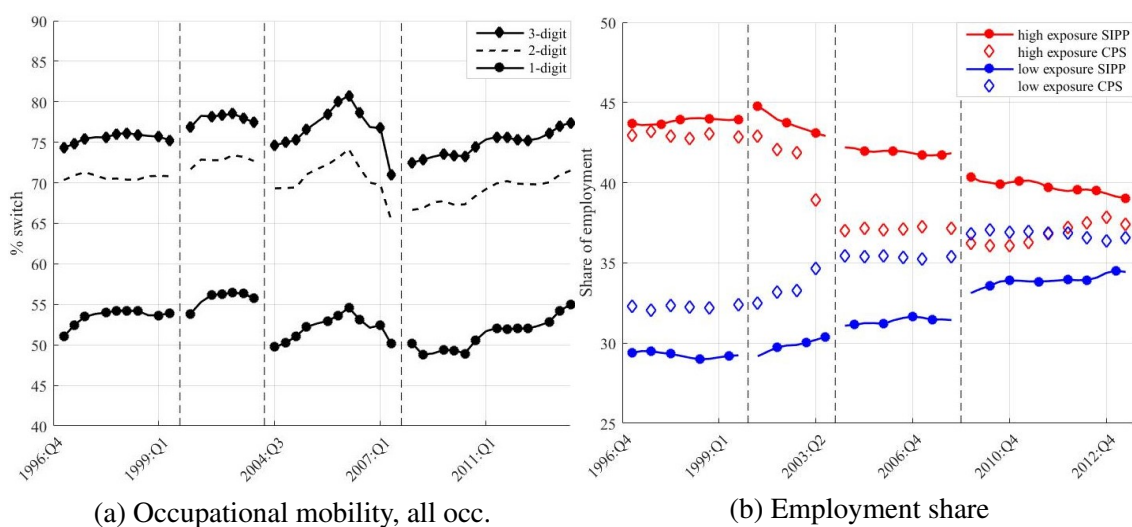 90
85
80
75
70
65
60
55
50
45
40
% switch
3-digit
2-digit
1-digit
1996:Q4
1999:Q1
2004:Q3
2007:Q1
2011:Q1
(a) Occupational mobility, all occ.
50
45
40
35
30
25
Share of employment
high exposure SIPP
high exposure CPS
low exposure SIPP
low exposure CPS
1996:Q4
1999:Q1
2003:Q2
2006:Q4
2010:Q4
2012:Q4
(b) Employment share